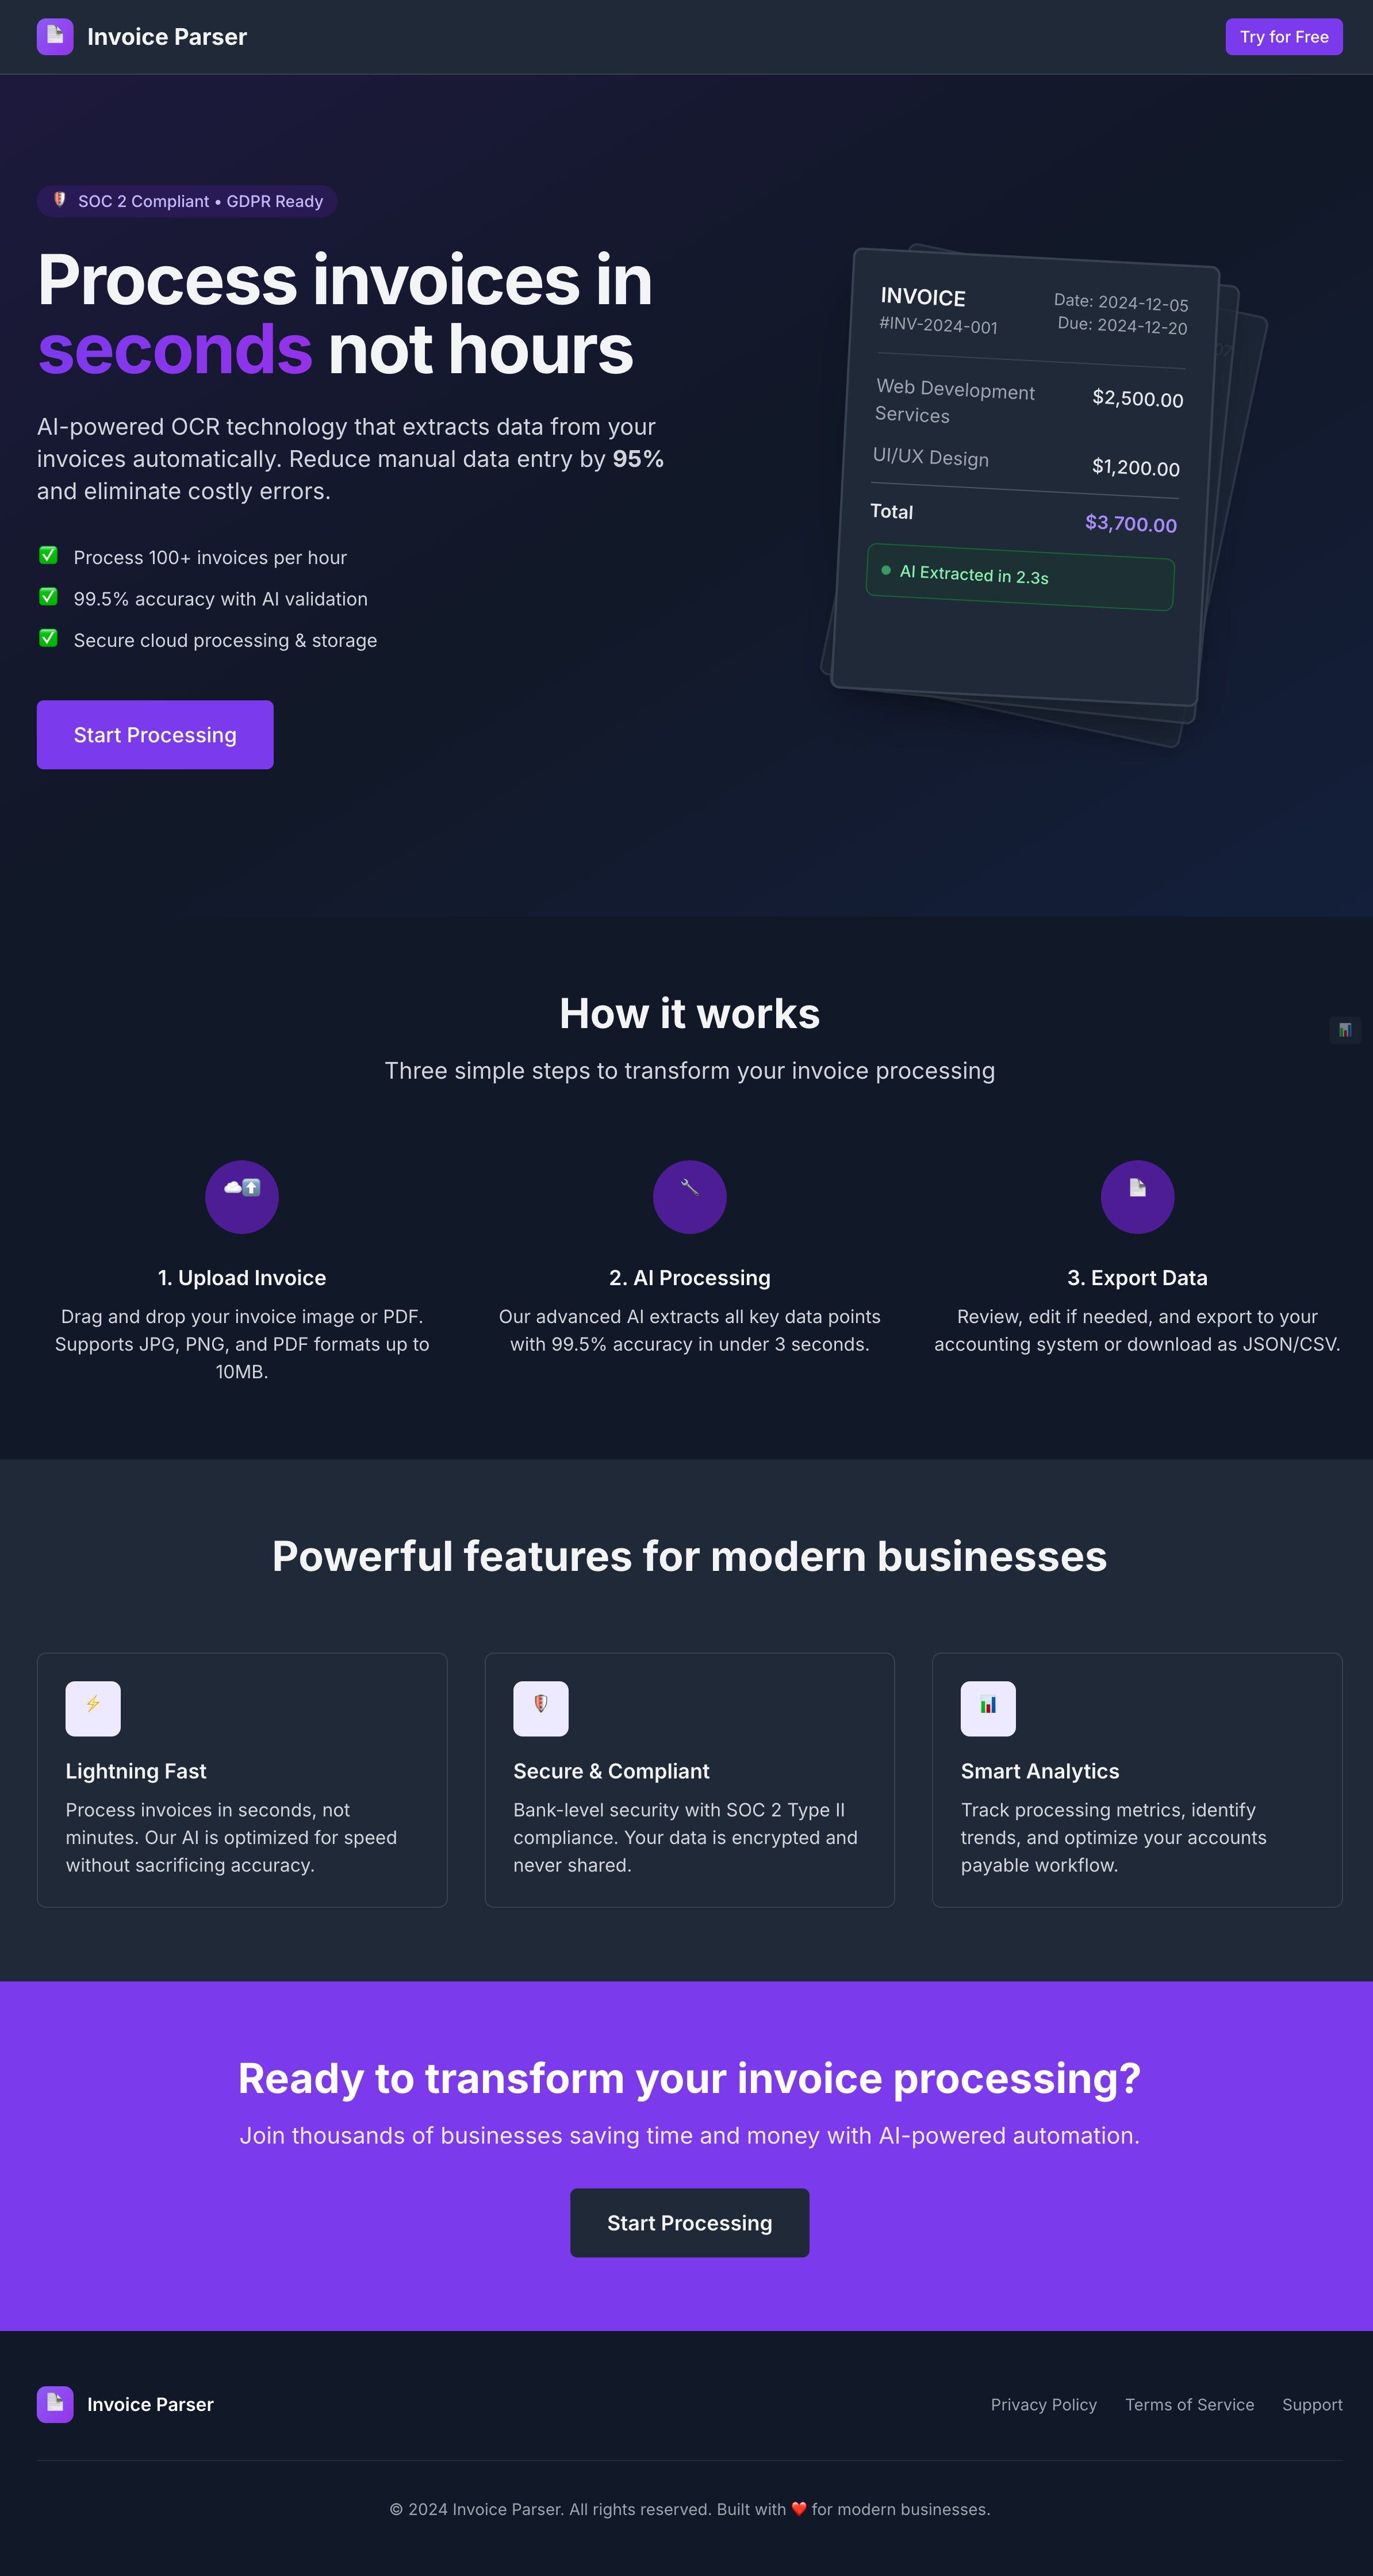 Invoice Parser
Try for Free
SOC 2 Compliant • GDPR Ready
Process invoices in
seconds not hours
AI-powered OCR technology that extracts data from your
invoices automatically. Reduce manual data entry by 95%
and eliminate costly errors.
Process 100+ invoices per hour
99.5% accuracy with AI validation
Secure cloud processing & storage
Start Processing
INVOICE
#INV-2024-001
Date: 2024-12-05
Due: 2024-12-20
Web Development
Services
$2,500.00
UI/UX Design
$1,200.00
Total
$3,700.00
AI Extracted in 2.3s
How it works
Three simple steps to transform your invoice processing
1. Upload Invoice
Drag and drop your invoice image or PDF.
Supports JPG, PNG, and PDF formats up to
10MB.
2. AI Processing
Our advanced AI extracts all key data points
with 99.5% accuracy in under 3 seconds.
3. Export Data
Review, edit if needed, and export to your
accounting system or download as JSON/CSV.
Powerful features for modern businesses
Lightning Fast
Process invoices in seconds, not
minutes. Our AI is optimized for speed
without sacrificing accuracy.
Secure & Compliant
Bank-level security with SOC 2 Type II
compliance. Your data is encrypted and
never shared.
Smart Analytics
Track processing metrics, identify
trends, and optimize your accounts
payable workflow.
Ready to transform your invoice processing?
Join thousands of businesses saving time and money with AI-powered automation.
Start Processing
Invoice Parser
Privacy Policy
Terms of Service
Support
© 2024 Invoice Parser. All rights reserved. Built with ❤️ for modern businesses.